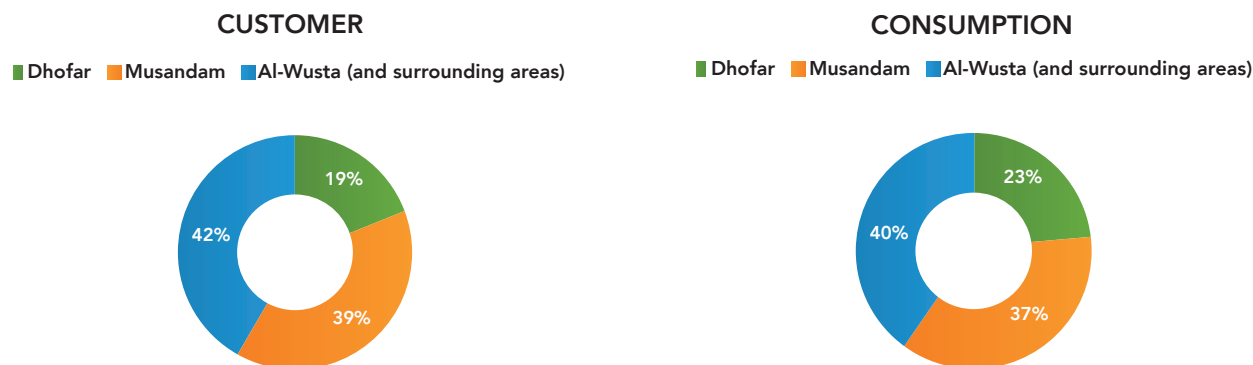 CUSTOMER
Dhofar Musandam Al-Wusta (and surrounding areas)
19%
42%
39%
CONSUMPTION
Dhofar Musandam Al-Wusta (and surrounding areas)
23%
40%
37%